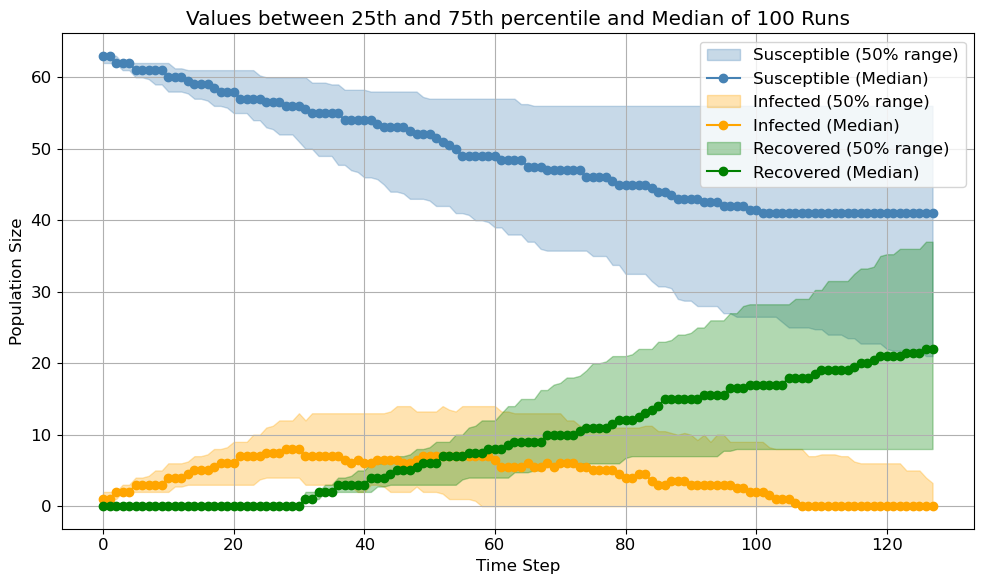 Values between 25th and 75th percentile and Median of 100 Runs
Susceptible (50% range)
Susceptible (Median)
Infected (50% range)
Infected (Median)
Recovered (50% range)
Recovered (Median)
Population Size
60
50
40
30
20
10
0
0 20 40 60 80 100 120
Time Step